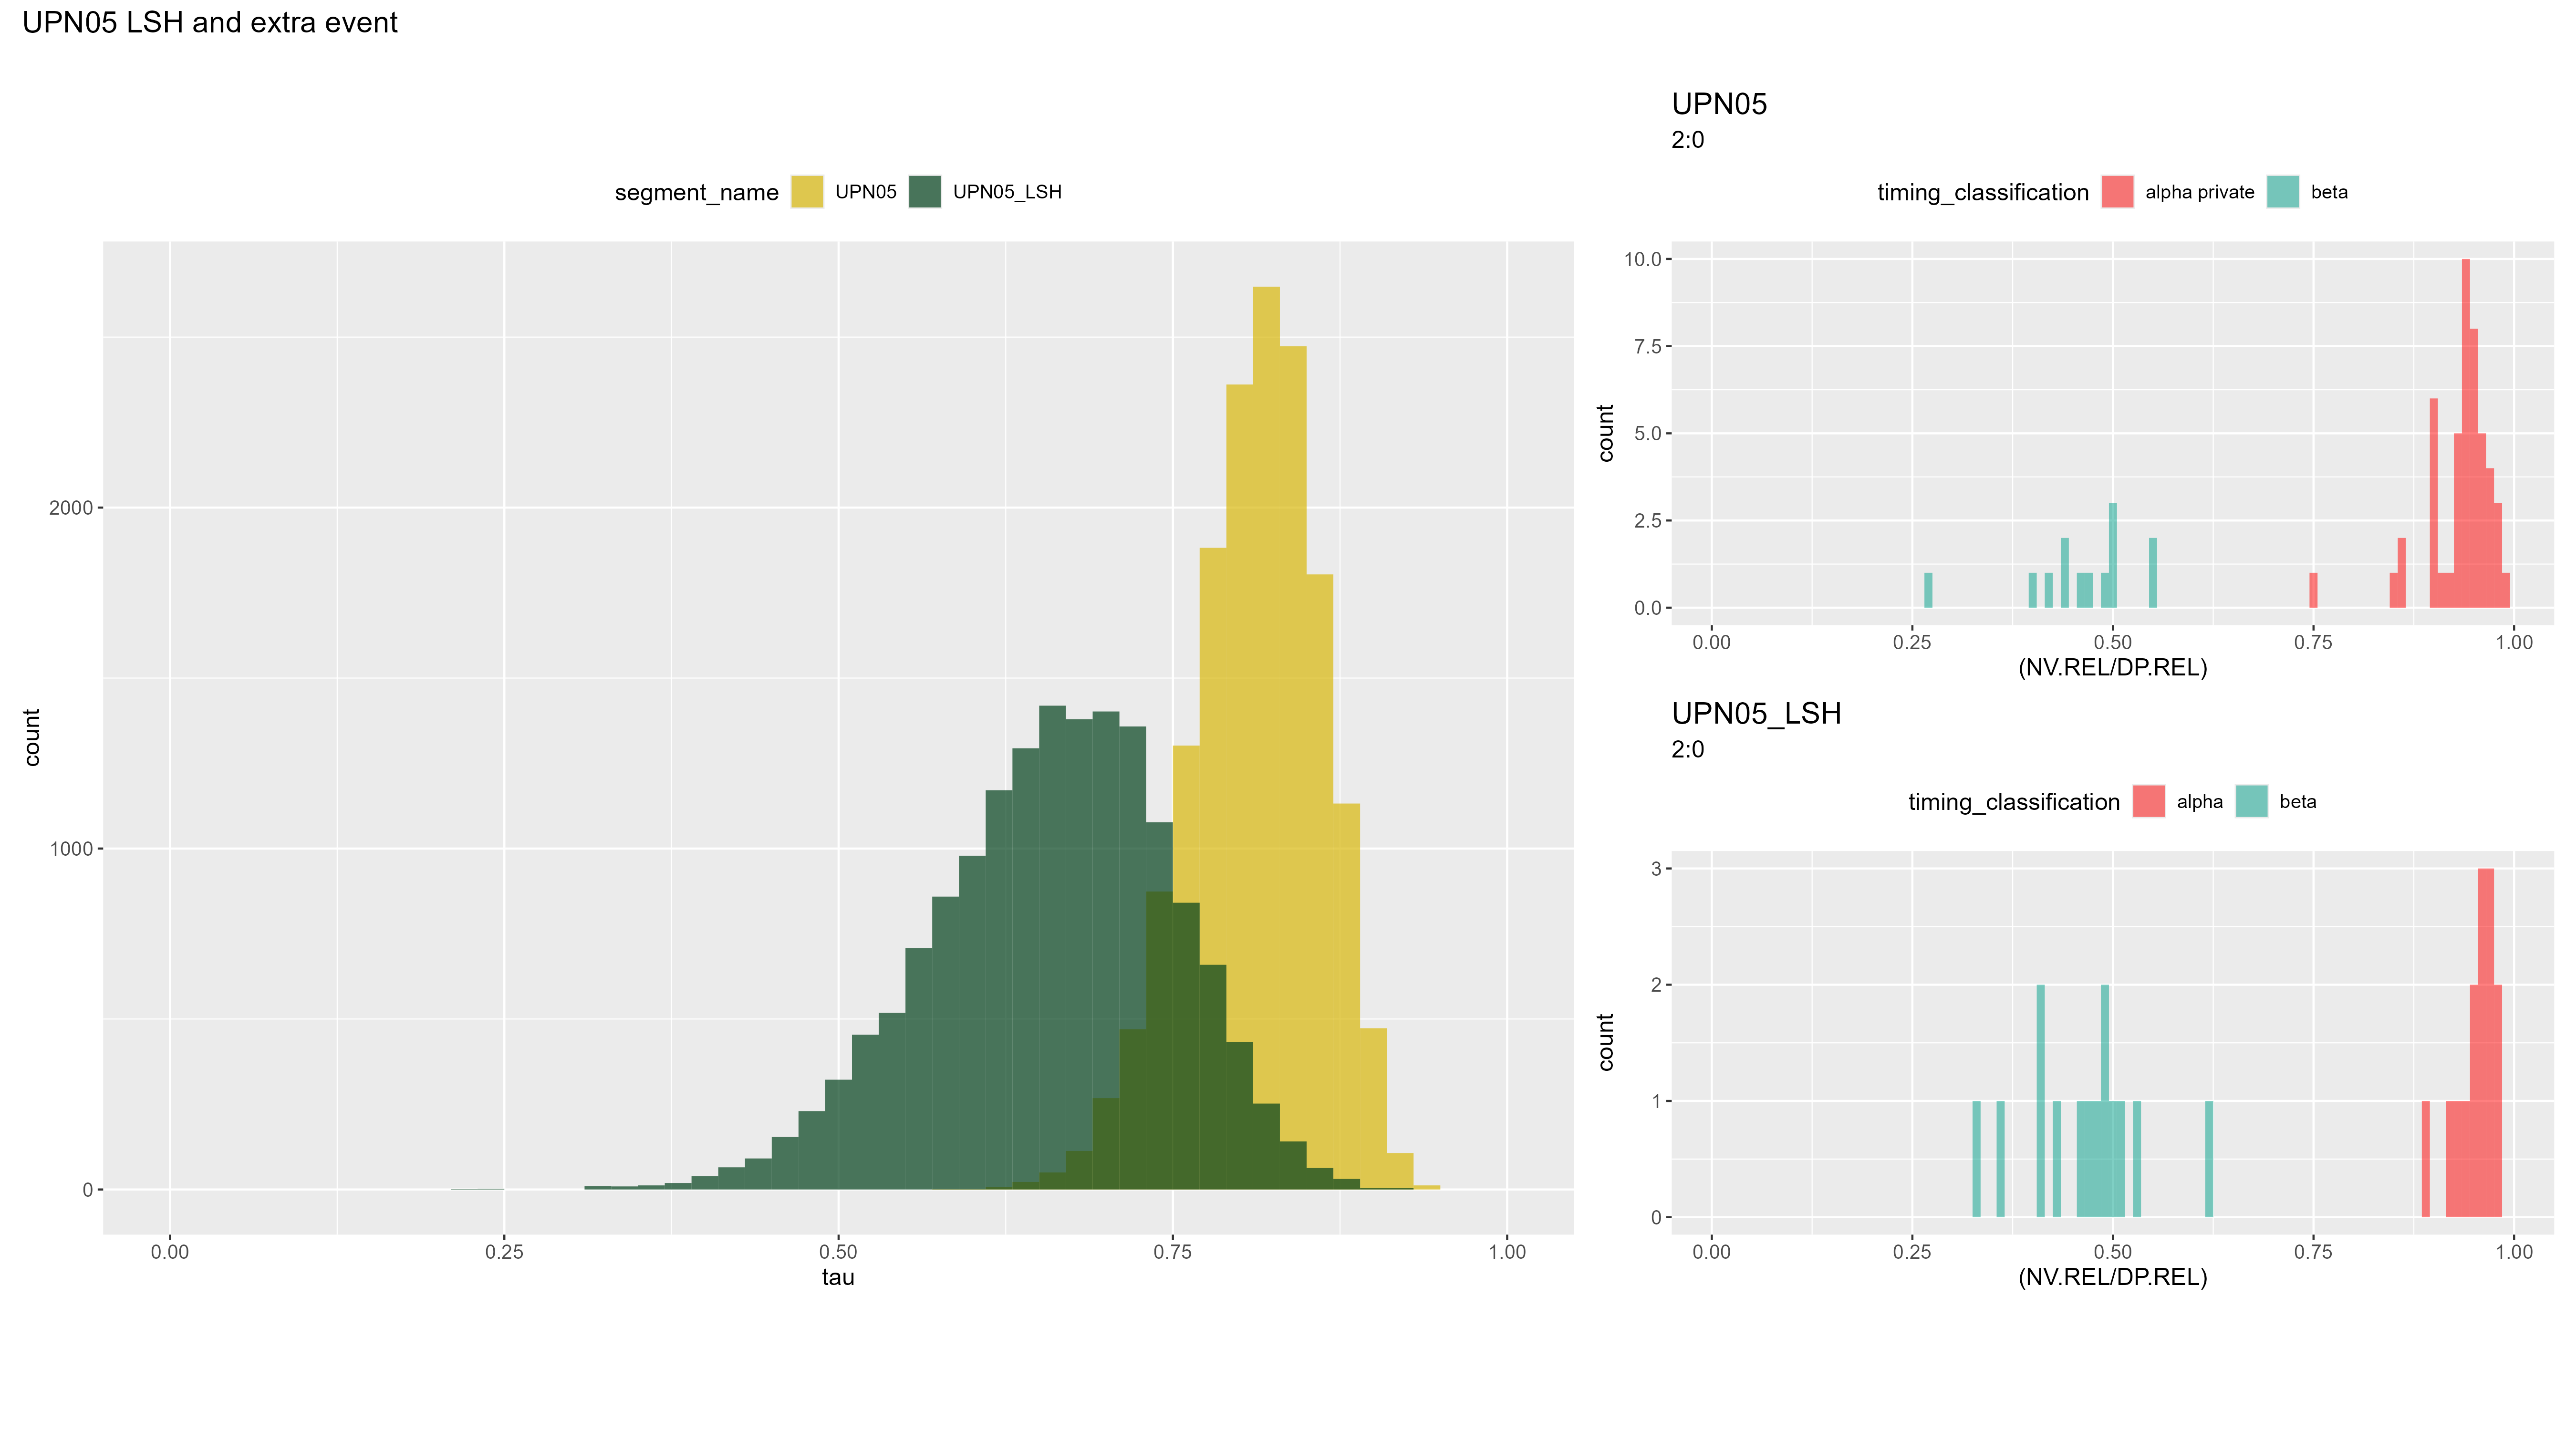 UPN05 LSH and extra event
segment_name UPN05 UPN05_LSH
count
2000
1000
0
0.00 0.25 0.50 0.75 1.00
tau
UPN05
2:0
timing_classification alpha private beta
count
10.0
7.5
5.0
2.5
0.0
0.00 0.25 0.50 0.75 1.00
(NV.REL/DP.REL)
UPN05_LSH
2:0
timing_classification alpha beta
count
3
2
1
0
0.00 0.25 0.50 0.75 1.00
(NV.REL/DP.REL)